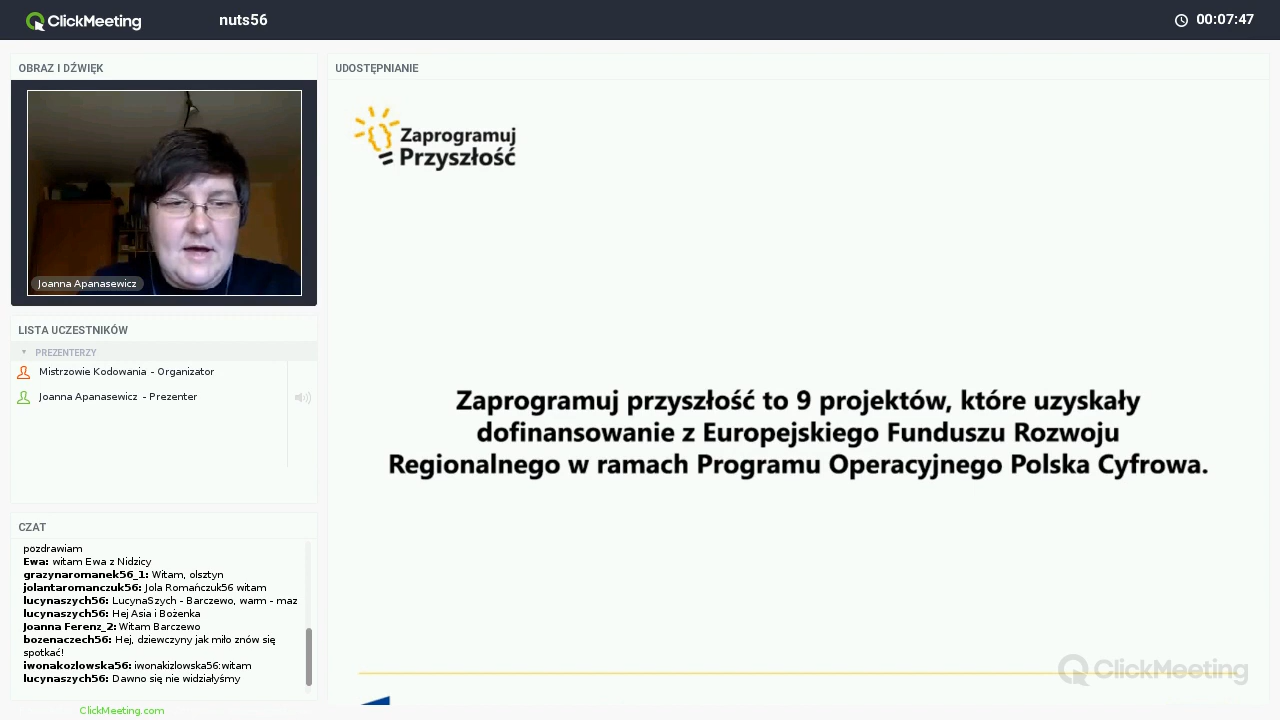 ClickMeeting
nuts56
00:07:47
OBRAZ I DŹWIĘK
Joanna Apanasewicz
LISTA UCZESTNIKÓW
PREZENTERZY
Mistrzowie Kodowania - Organizator
Joanna Apanasewicz - Prezenter
CZAT
pozdrawiam
Ewa: witam Ewa z Nidzicy
grazynaromanek56_1: Witam, olsztyn
jolantaromanczuk56: Jola Romańczuk56 witam
lucynaszych56: LucynaSzych - Barczewo, warm - maz
lucynaszych56: Hej Asia i Bożenka
Joanna Ferenz_2: Witam Barczewo
bozenaczech56: Hej, dziewczyny jak miło znów się
spotkać!
iwonakozlowska56: iwonakizlowska56:witam
lucynaszych56: Dawno się nie widziałyśmy
ClickMeeting.com
UDOSTĘPNIANIE
Zaprogramuj
Przyszłość
Zaprogramuj przyszłość to 9 projektów, które uzyskały
dofinansowanie z Europejskiego Funduszu Rozwoju
Regionalnego w ramach Programu Operacyjnego Polska Cyfrowa.
ClickMeeting